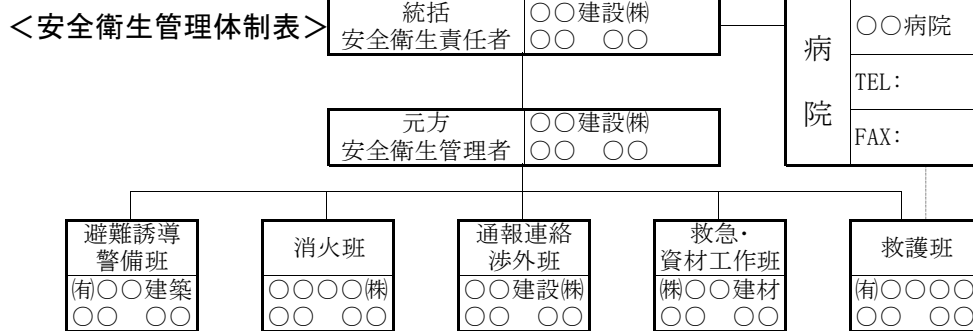 <安全衛生管理体制表>
統括
安全衛生責任者
○○建設㈱
○○ ○○
病院
○○病院
TEL:
FAX:
元方
安全衛生管理者
○○建設㈱
○○ ○○
避難誘導
警備班
㈲○○建築
○○ ○○
消火班
○○○○㈱
○○ ○○
通報連絡
渉外班
○○建設㈱
○○ ○○
救急・
資材工作班
㈱○○建材
○○ ○○
救護班
㈲○○○○
○○ ○○